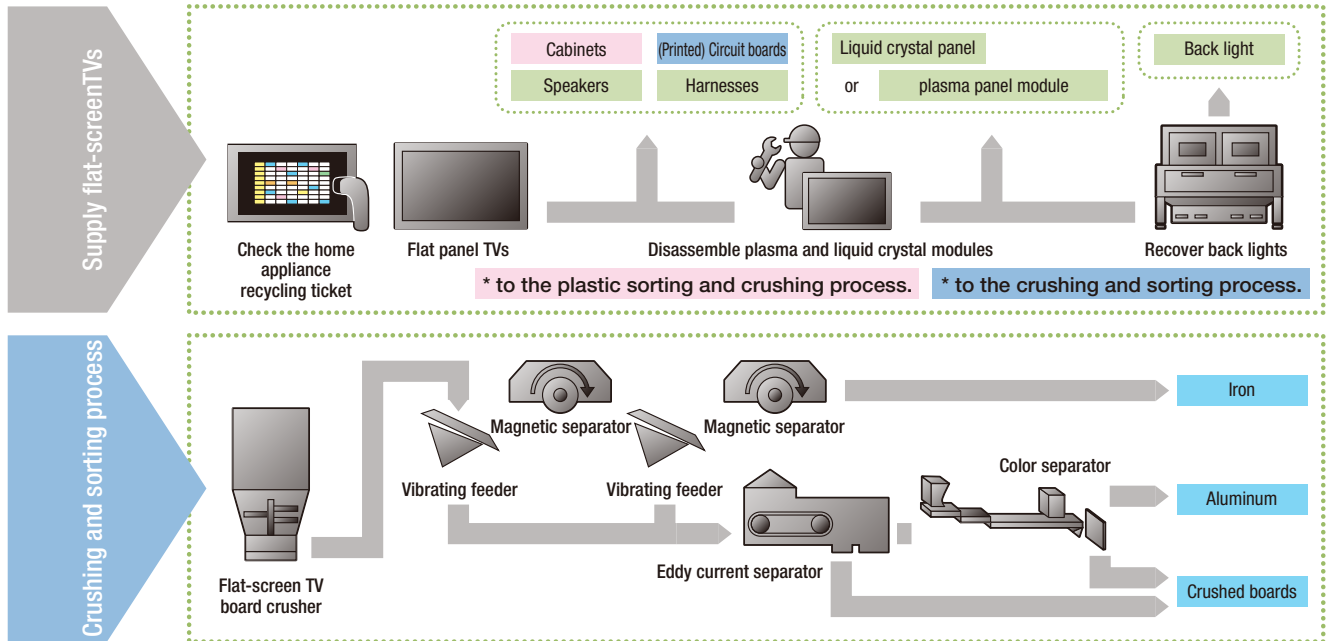 Supply flat-screenTVs
Cabinets
(Printed) Circuit boards
Speakers
Harnesses
Liquid crystal panel
or
plasma panel module
Back light
Check the home
appliance
recycling ticket
Flat panel TVs
Disassemble plasma and liquid crystal modules
Recover back lights
* to the plastic sorting and crushing process.
* to the crushing and sorting process.
Crushing and sorting process
Flat-screen TV
board crusher
Vibrating feeder
Magnetic separator
Vibrating feeder
Magnetic separator
Eddy current separator
Color separator
Iron
Aluminum
Crushed boards